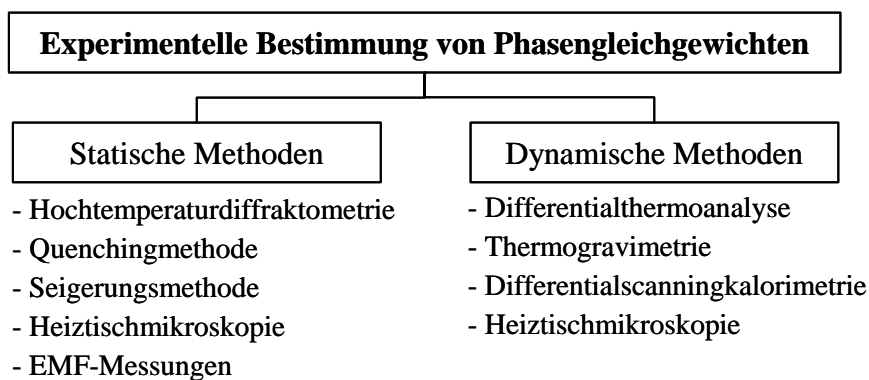 Experimentelle Bestimmung von Phasengleichgewichten
Statische Methoden
- Hochtemperaturdiffraktometrie
- Quenchingmethode
- Seigerungsmethode
- Heiztischmikroskopie
- EMF-Messungen
Dynamische Methoden
- Differentialthermoanalyse
- Thermogravimetrie
- Differentialscanningkalorimetrie
- Heiztischmikroskopie